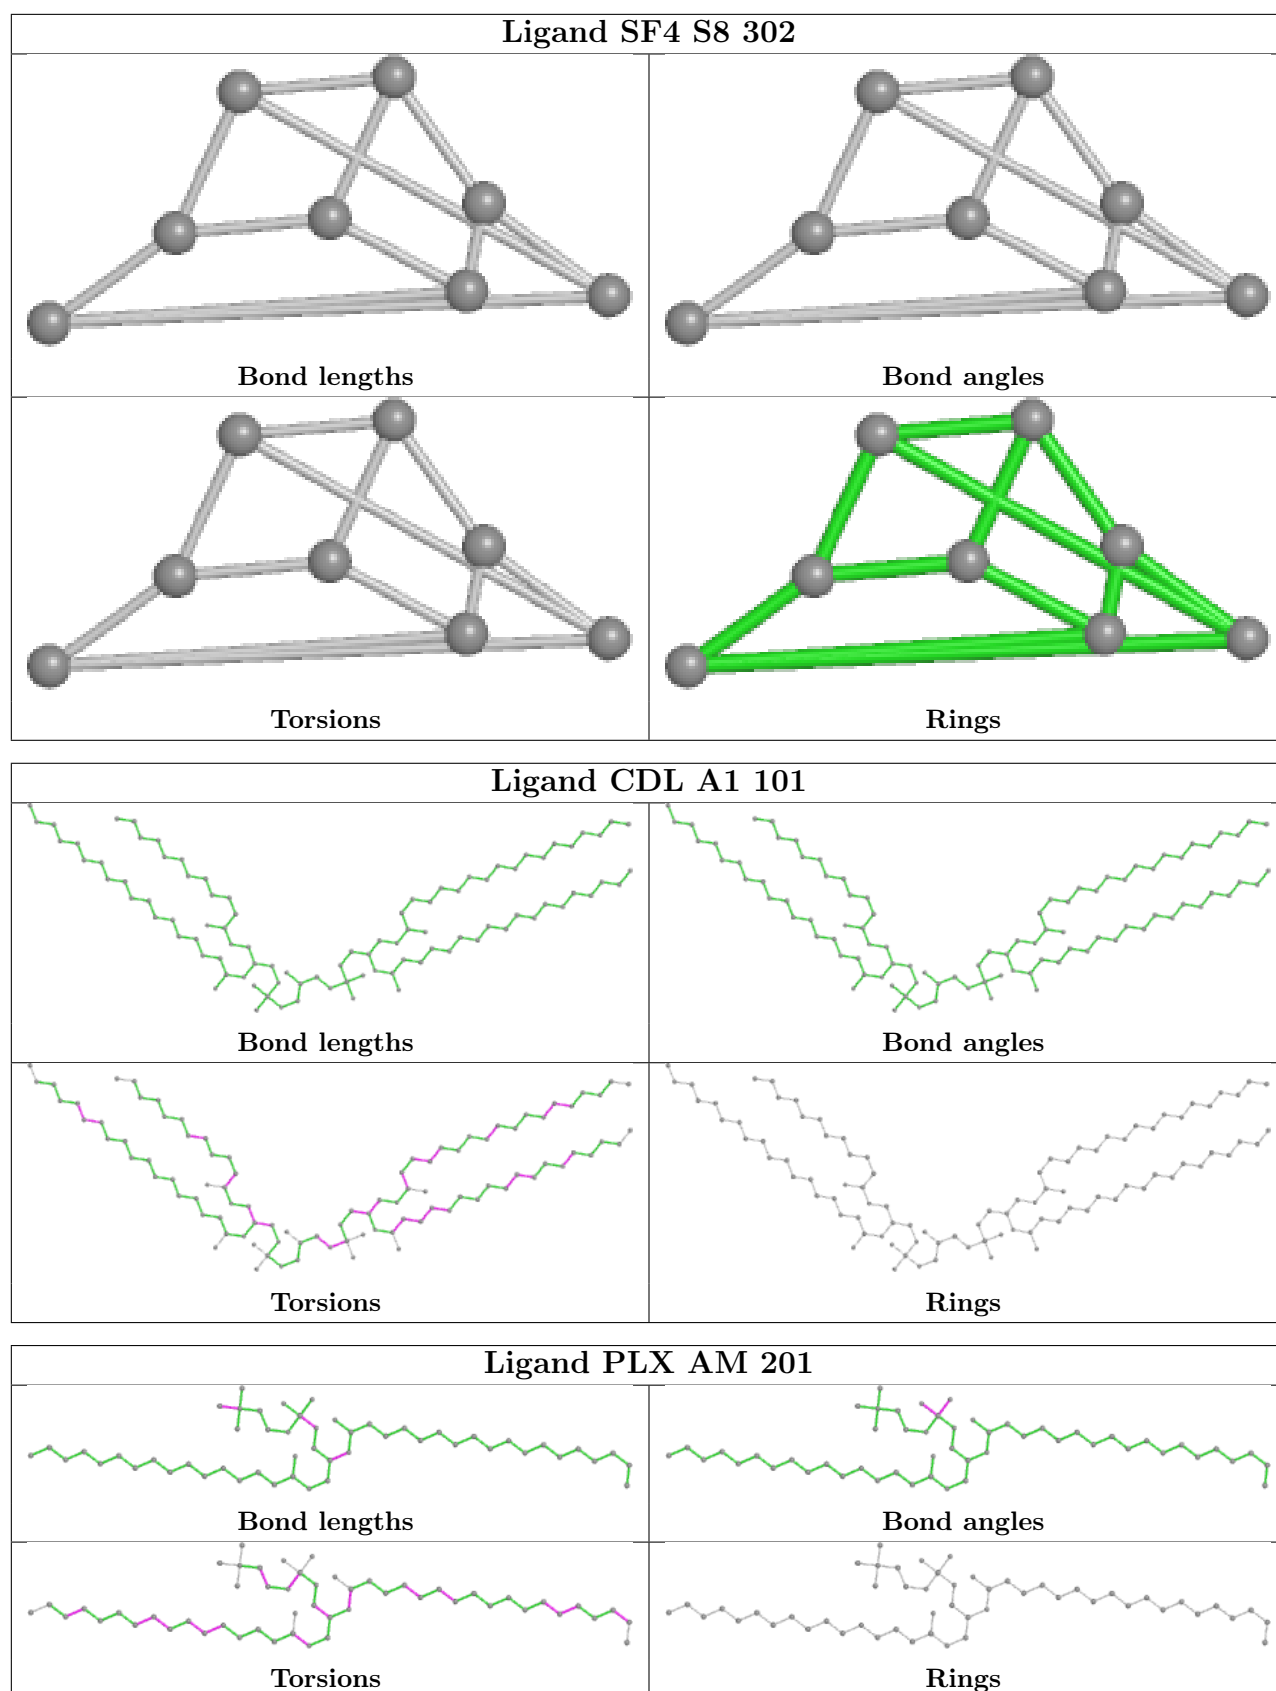 Ligand SF4 S8 302
Bond lengths
Bond angles
Torsions
Rings
Ligand CDL A1 101
Bond lengths
Bond angles
Torsions
Rings
Ligand PLX AM 201
Bond lengths
Bond angles
Torsions
Rings